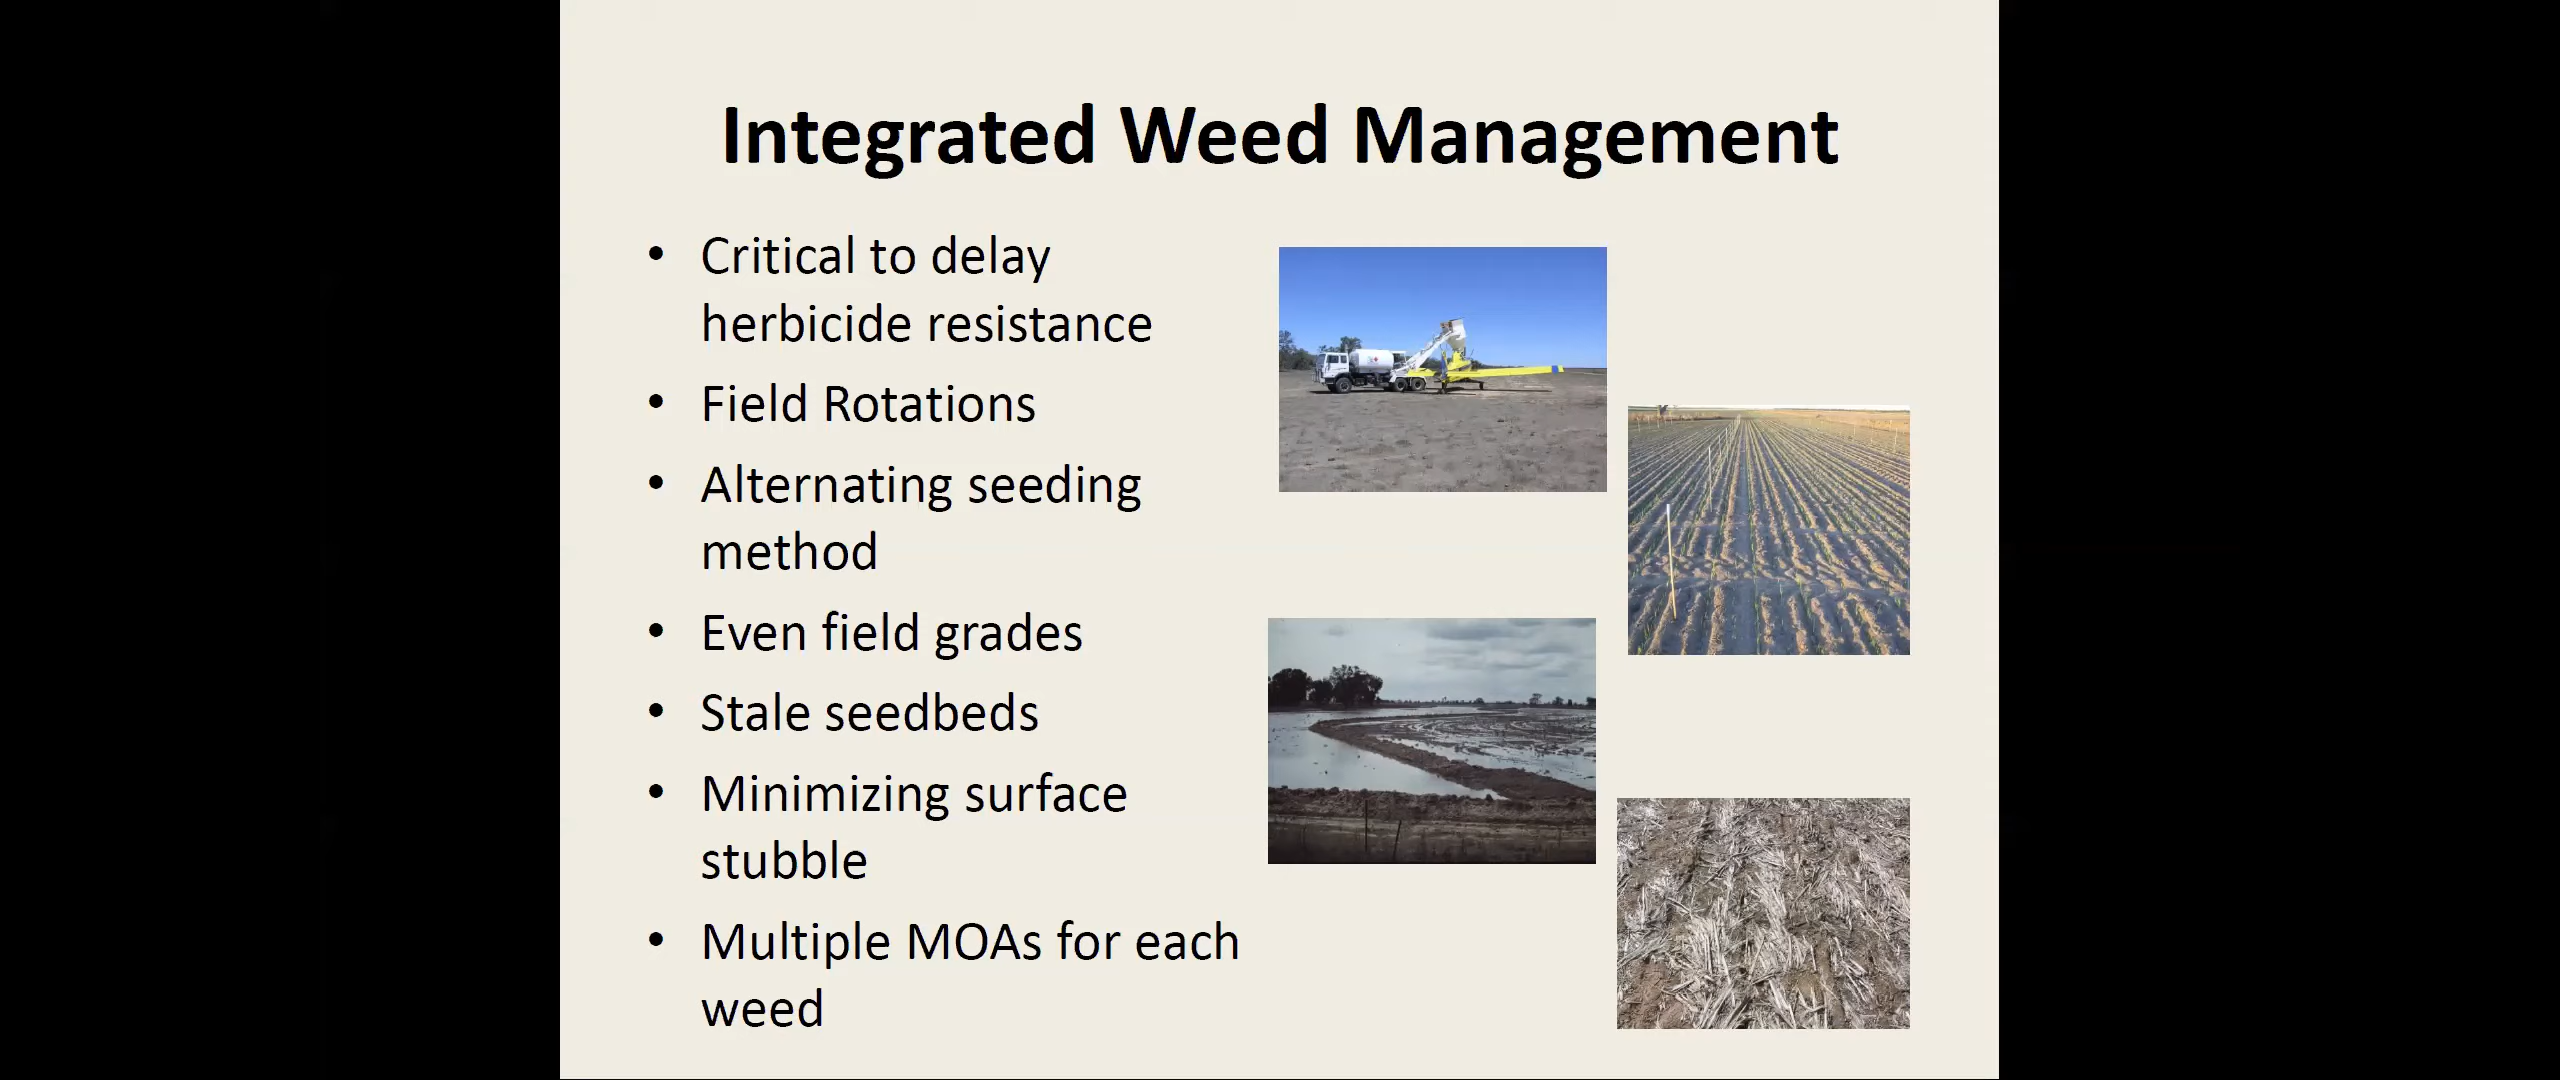 Integrated Weed Management
• Critical to delay
herbicide resistance
• Field Rotations
• Alternating seeding
method
• Even field grades
• Stale seedbeds
• Minimizing surface
stubble
• Multiple MOAs for each
weed